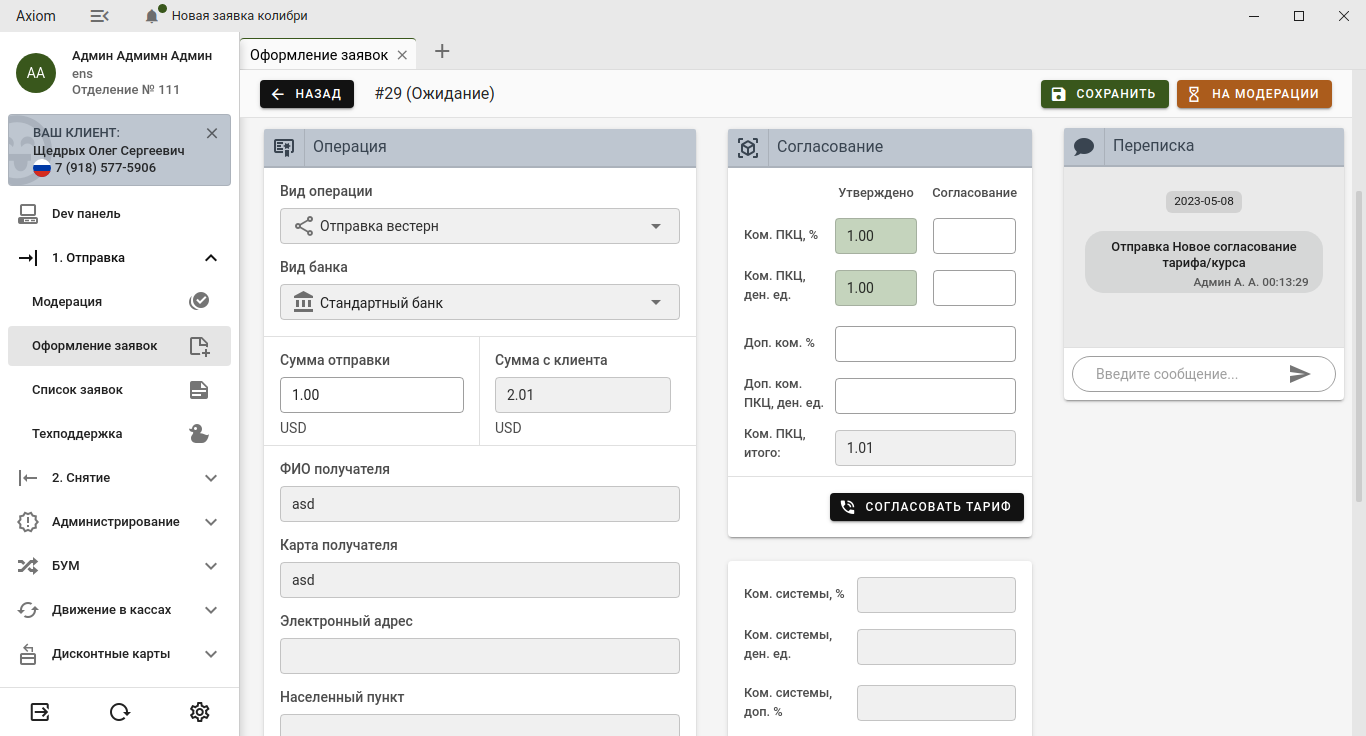 Axiom
Новая заявка колибри
АА
Админ Адмимн Админ
ens
Отделение № 111
ВАШ КЛИЕНТ:
Щедрых Олег Сергеевич
7 (918) 577-5906
Dev панель
1. Отправка
Модерация
Оформление заявок
Список заявок
Техподдержка
2. Снятие
Администрирование
БУМ
Движение в кассах
Дисконтные карты
Оформление заявок
НАЗАД
#29 (Ожидание)
СОХРАНИТЬ
НА МОДЕРАЦИИ
Операция
Вид операции
Отправка вестерн
Вид банка
Стандартный банк
Сумма отправки
1.00
USD
Сумма с клиента
2.01
USD
ФИО получателя
asd
Карта получателя
asd
Электронный адрес
Населенный пункт
Согласование
Утверждено Согласование
Ком. ПКЦ, %
1.00
Ком. ПКЦ,
ден. ед.
1.00
Доп. ком. %
Доп. ком.
ПКЦ, ден. ед.
Ком. ПКЦ,
итого:
1.01
СОГЛАСОВАТЬ ТАРИФ
Ком. системы, %
Ком. системы,
ден. ед.
Ком. системы,
доп. %
Переписка
2023-05-08
Отправка Новое согласование
тарифа/курса
Админ А. А. 00:13:29
Введите сообщение...